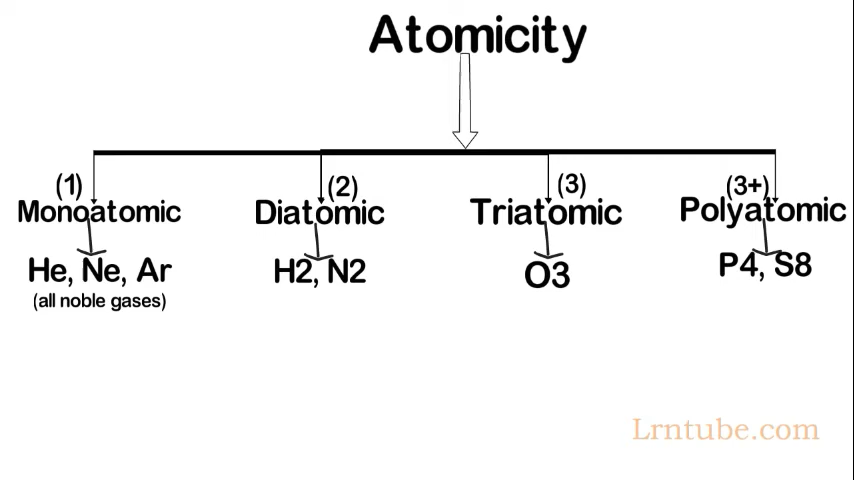 Atomicity
(1)
Monoatomic
He, Ne, Ar
(all noble gases)
(2)
Diatomic
H2, N2
(3)
Triatomic
O3
(3+)
Polyatomic
P4, S8
Lrntube.com